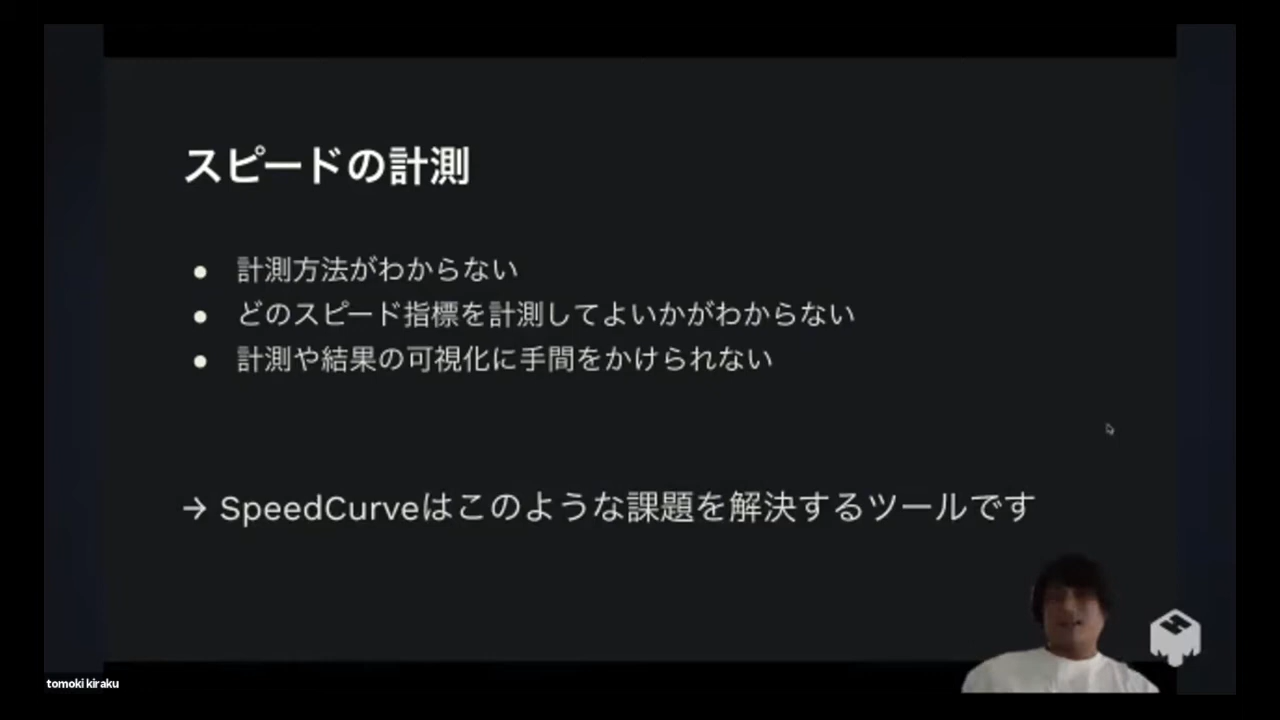 スピードの計測
● 計測方法がわからない
● どのスピード指標を計測してよいかがわからない
● 計測や結果の可視化に手間をかけられない
→ SpeedCurveはこのような課題を解決するツールです
tomoki kiraku